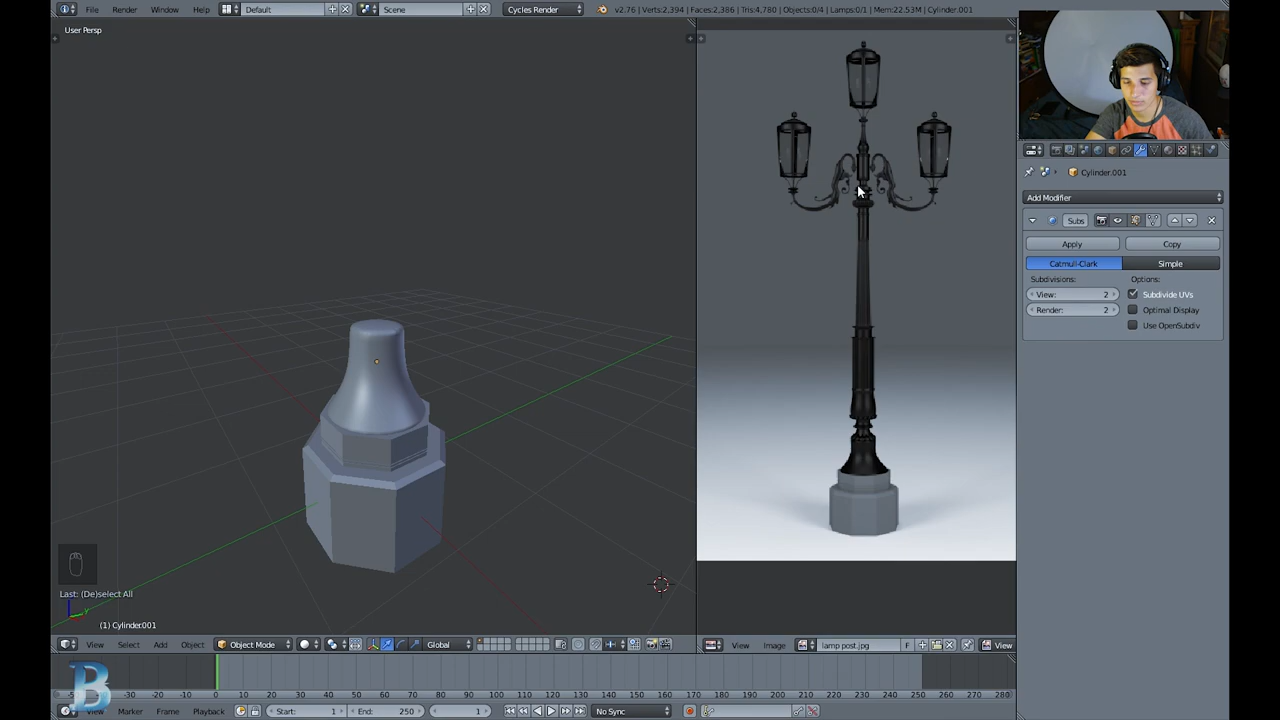 File Render Window Help Default Scene Cycles Render v2.76 | Verts:2,394 | Faces:2,386 | Tris:4,780 | Objects:0/4 | Lamps:0/1 | Mem:22.53M | Cylinder.001
User Persp
Cylinder.001
Add Modifier
Subs
Apply Copy
Catmull-Clark Simple
Subdivisions: Options:
View: 2 Subdivide UVs
Render: 2 Optimal Display
Use OpenSubdiv
Last: (De)select All
(1) Cylinder.001
View Select Add Object Object Mode Global View Image lamp post.jpg F View
-30 -20 -10 0 10 20 30 40 50 60 70 80 90 100 110 120 130 140 150 160 170 180 190 200 210 220 230 240 250 260 270 280
B
View Marker Frame Playback Start: 1 End: 250 1 No Sync